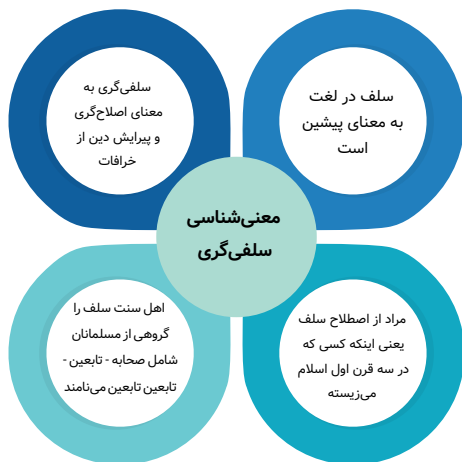 معنی‌شناسی
سلفی‌گری
سلف در لغت
به معنای پیشین
است
سلفی‌گری به
معنای اصلاح‌گری
و پیرایش دین از
خرافات
مراد از اصطلاح سلف
یعنی اینکه کسی که
در سه قرن اول اسلام
می‌زیسته
اهل سنت سلف را
گروهی از مسلمانان
شامل صحابه - تابعین -
تابعین تابعین می‌نامند